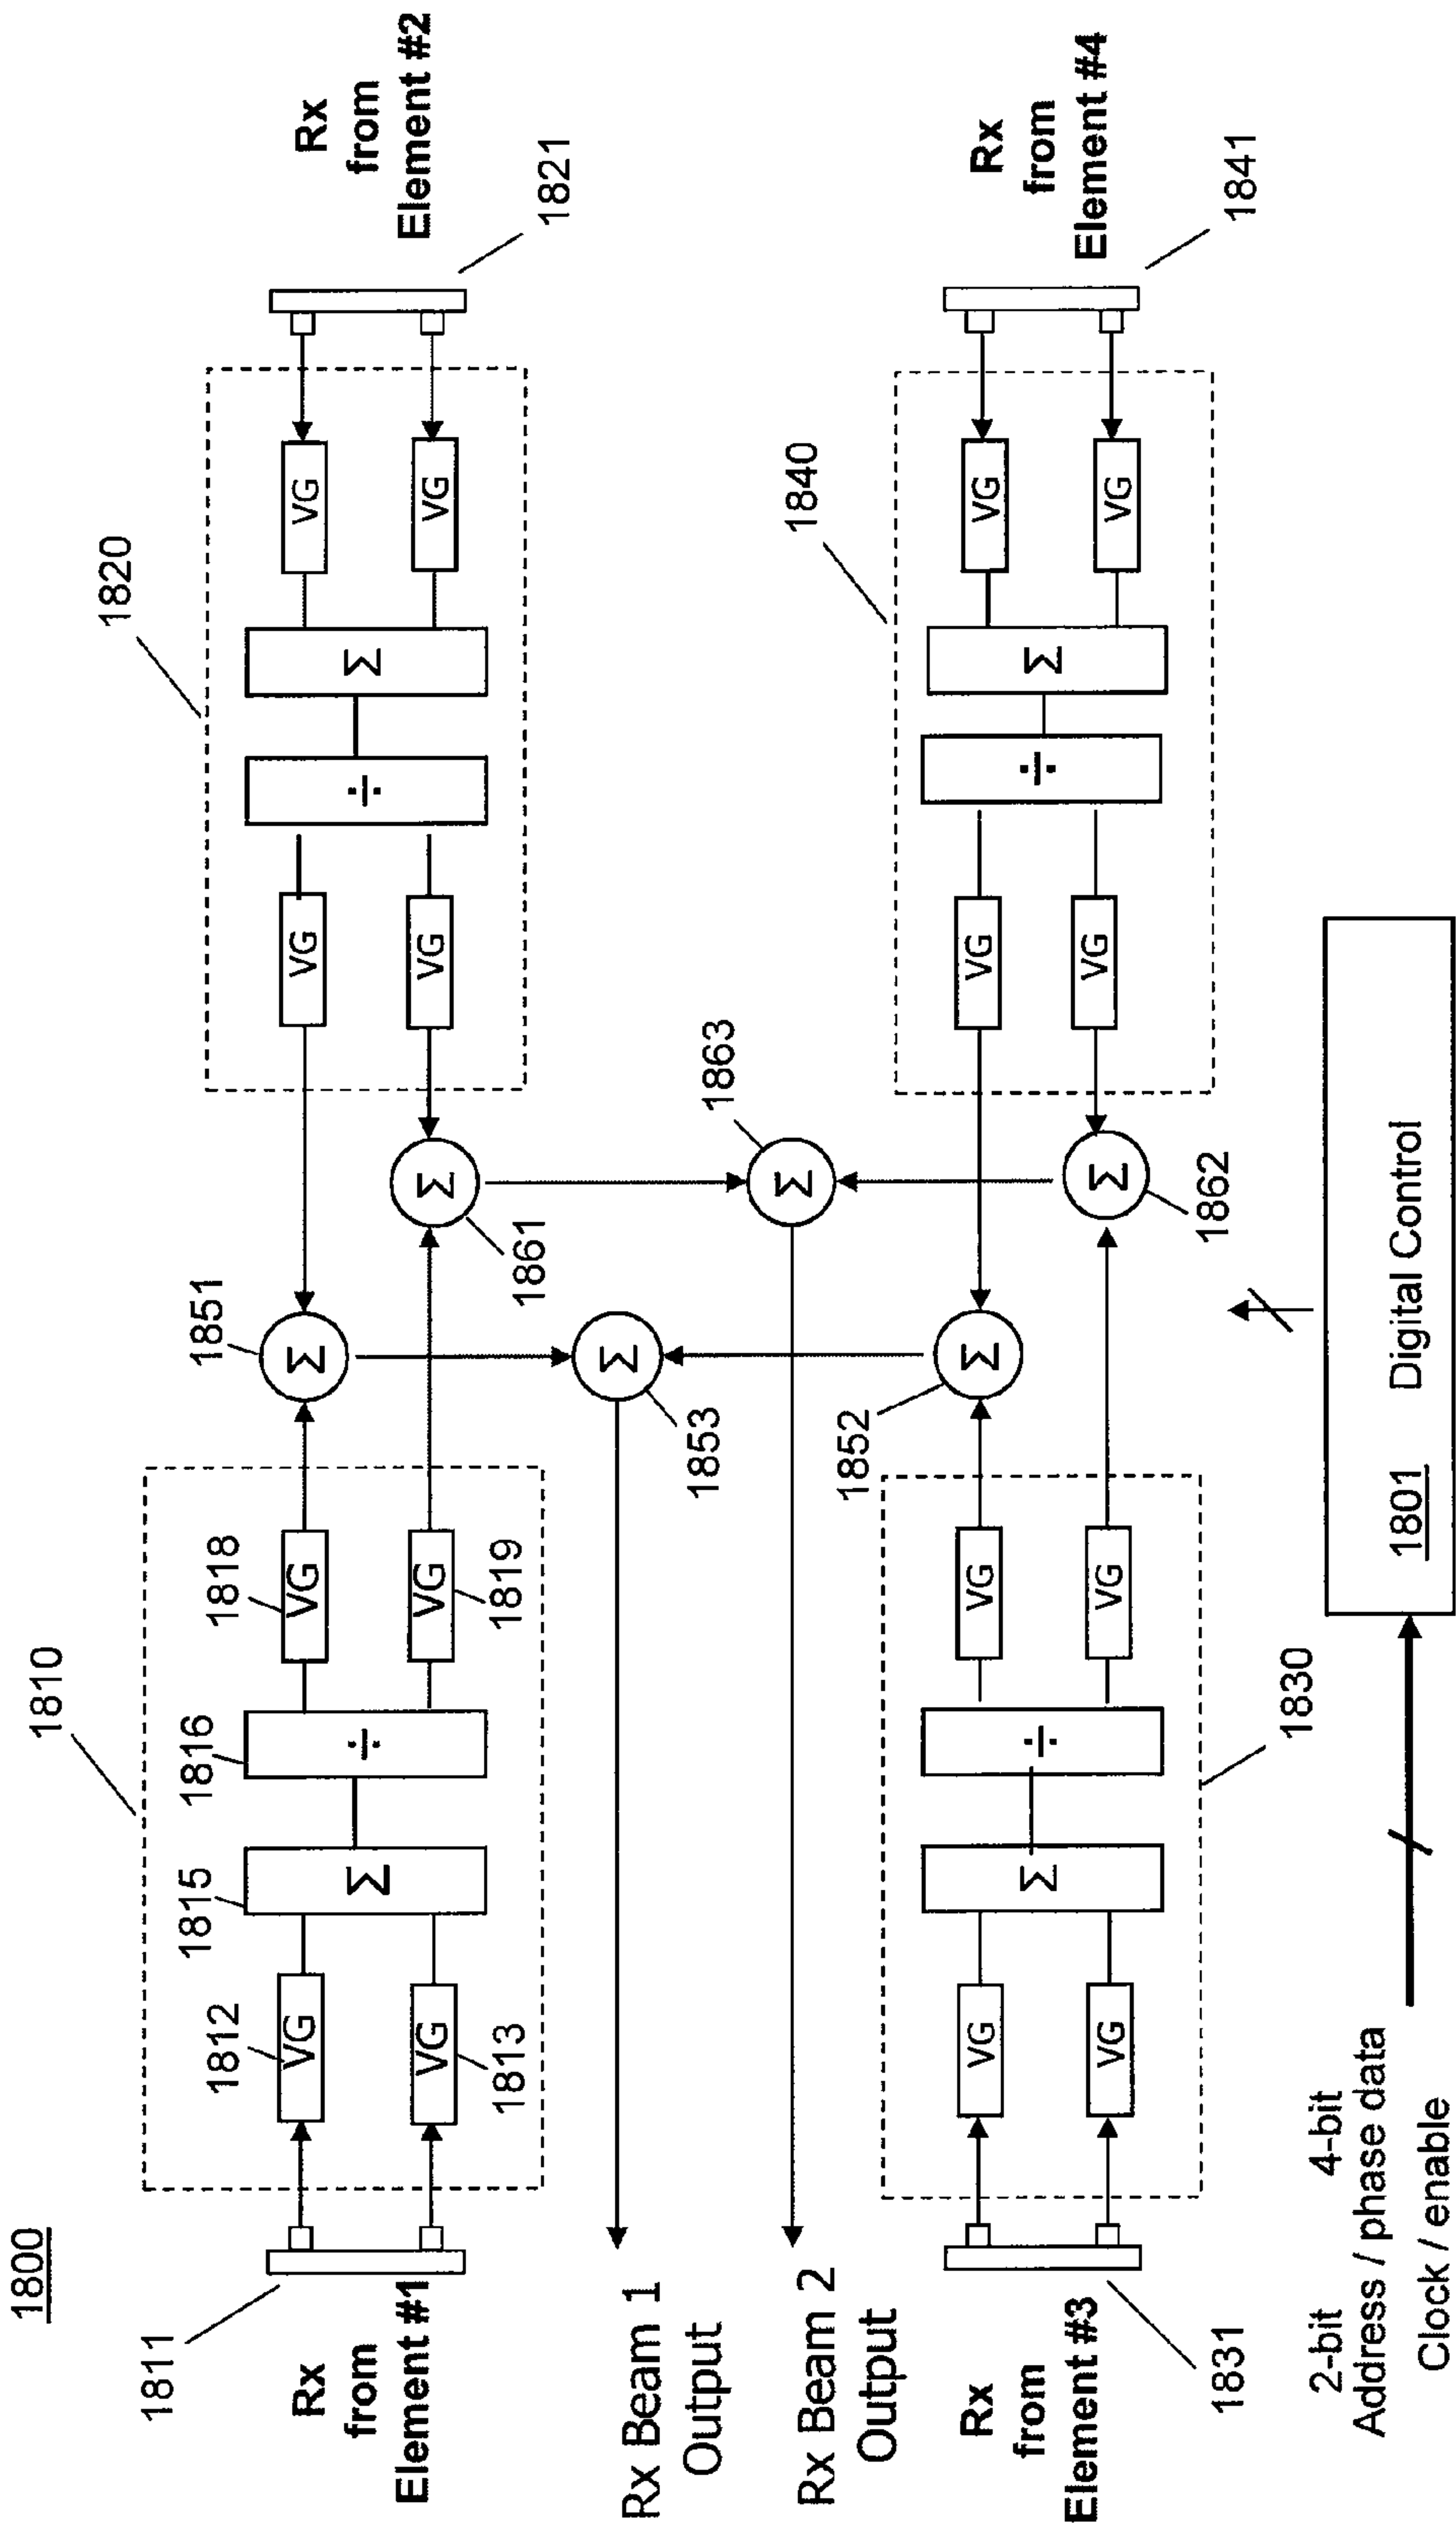 1800
1810
1820
1811
1812
1815
1816
1818
1851
1821
Rx
from
Element #1
VG
VG
1813
Σ
÷
VG
VG
1819
Σ
Σ
1861
VG
VG
÷
Σ
VG
VG
Rx
from
Element #2
Rx Beam 1
Output
Σ
1853
Rx Beam 2
Output
Σ
1863
1840
Rx
from
Element #3
1831
VG
VG
Σ
÷
VG
VG
1830
1852
Σ
Σ
1862
VG
VG
÷
Σ
VG
VG
Rx
from
Element #4
1841
2-bit 4-bit
Address / phase data
Clock / enable
1801 Digital Control